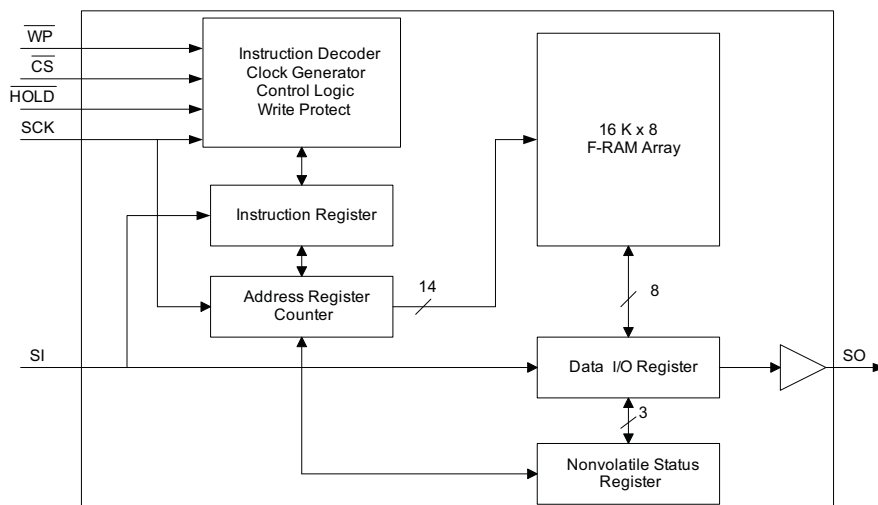 WP
CS
HOLD
SCK
Instruction Decoder
Clock Generator
Control Logic
Write Protect
16 K x 8
F-RAM Array
Instruction Register
Address Register
Counter
14
8
SI
Data I/O Register
SO
3
Nonvolatile Status
Register